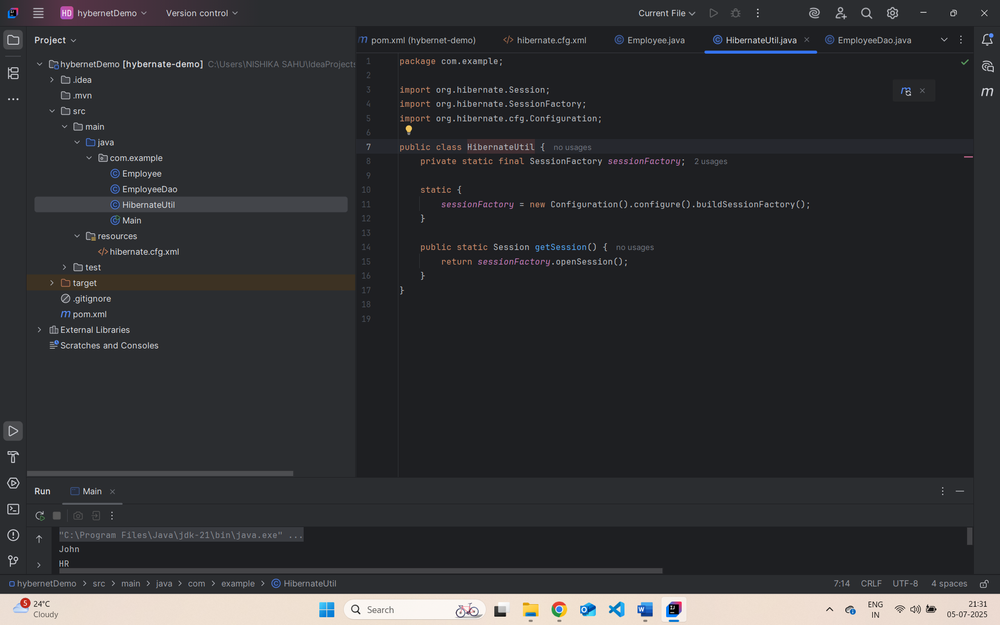 HD hybernetDemo Version control Current File
Project
pom.xml (hybernet-demo) hibernate.cfg.xml Employee.java HibernateUtil.java EmployeeDao.java
hybernetDemo [hybernate-demo] C:\Users\NISHIKA SAHU\IdeaProjects
.idea
.mvn
src
main
java
com.example
Employee
EmployeeDao
HibernateUtil
Main
resources
hibernate.cfg.xml
test
target
.gitignore
pom.xml
External Libraries
Scratches and Consoles
1 package com.example;
2
3 import org.hibernate.Session;
4 import org.hibernate.SessionFactory;
5 import org.hibernate.cfg.Configuration;
6
7 public class HibernateUtil { no usages
8 private static final SessionFactory sessionFactory; 2 usages
9
10 static {
11 sessionFactory = new Configuration().configure().buildSessionFactory();
12 }
13
14 public static Session getSession() { no usages
15 return sessionFactory.openSession();
16 }
17 }
18
19
Run Main
"C:\Program Files\Java\jdk-21\bin\java.exe" ...
John
HR
hybernetDemo > src > main > java > com > example > HibernateUtil 7:14 CRLF UTF-8 4 spaces
5 24°C
Cloudy
Search
ENG
IN
21:31
05-07-2025